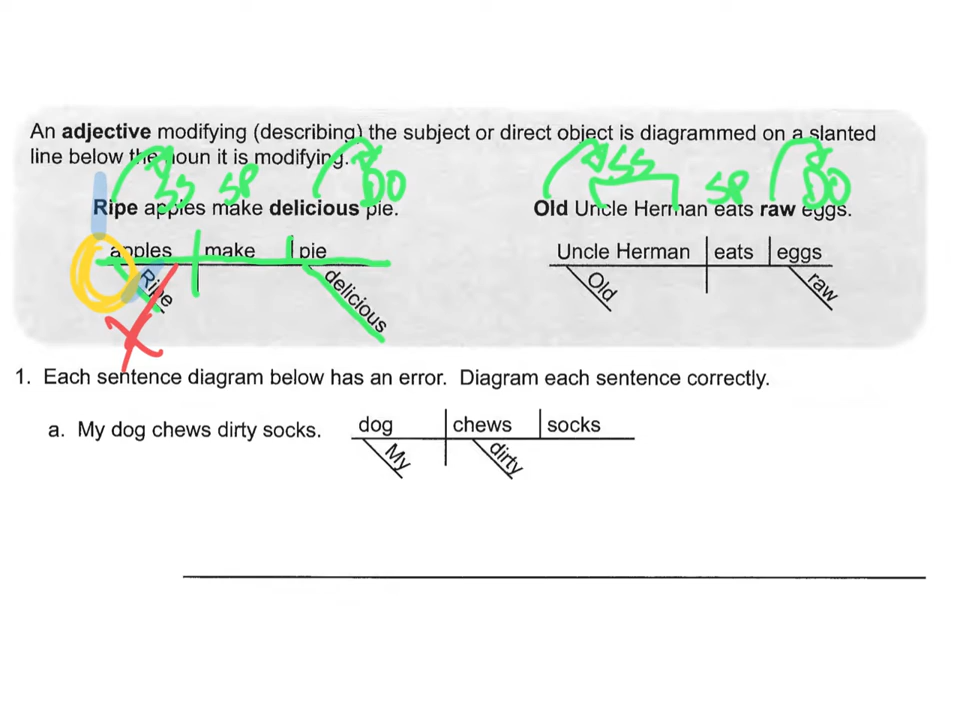 An adjective modifying (describing) the subject or direct object is diagrammed on a slanted
line below the noun it is modifying.
SS SP DO SS SP DO
Ripe apples make delicious pie. Old Uncle Herman eats raw eggs.
apples make pie Uncle Herman eats eggs
Ripe delicious Old raw
1. Each sentence diagram below has an error. Diagram each sentence correctly.
a. My dog chews dirty socks. dog chews socks
My dirty